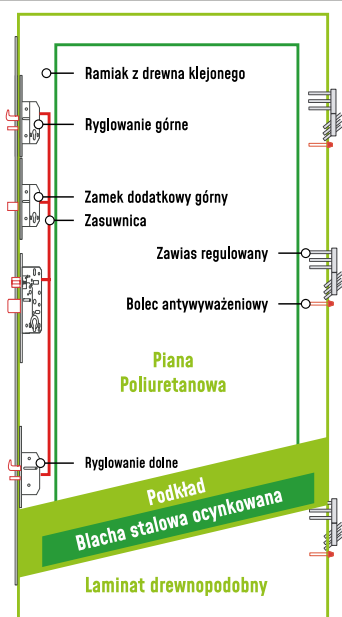 Ramiak z drewna klejonego
Ryglowanie górne
Zamek dodatkowy górny
Zasuwnica
Zawias regulowany
Bolec antywyważeniowy
Piana
Poliuretanowa
Ryglowanie dolne
Podkład
Blacha stalowa ocynkowana
Laminat drewnopodobny